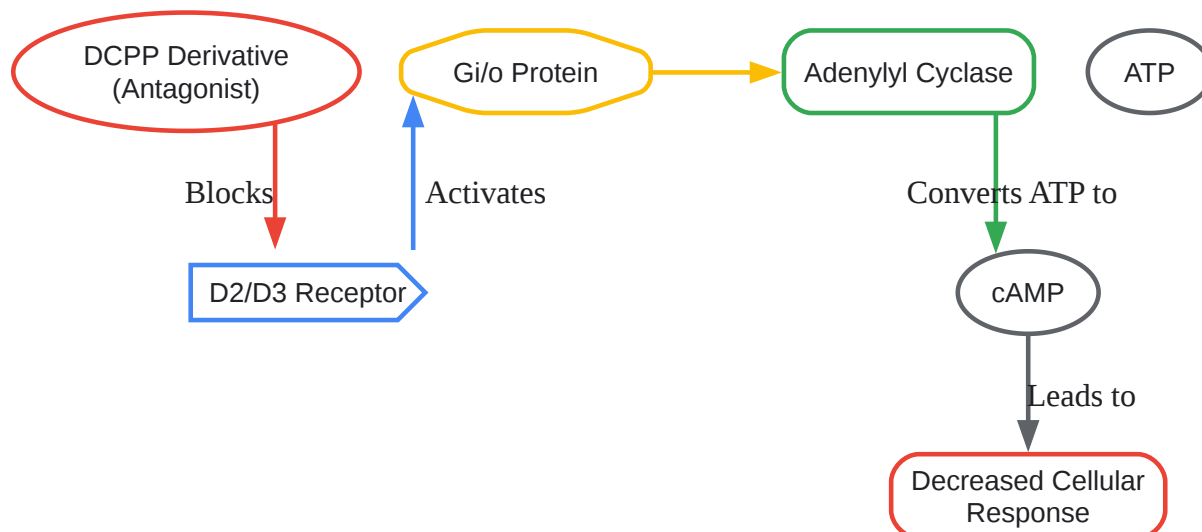 DCPP Derivative
(Antagonist)
Gi/o Protein
Adenylyl Cyclase
ATP
Blocks
Activates
Converts ATP to
D2/D3 Receptor
cAMP
Leads to
Decreased Cellular
Response